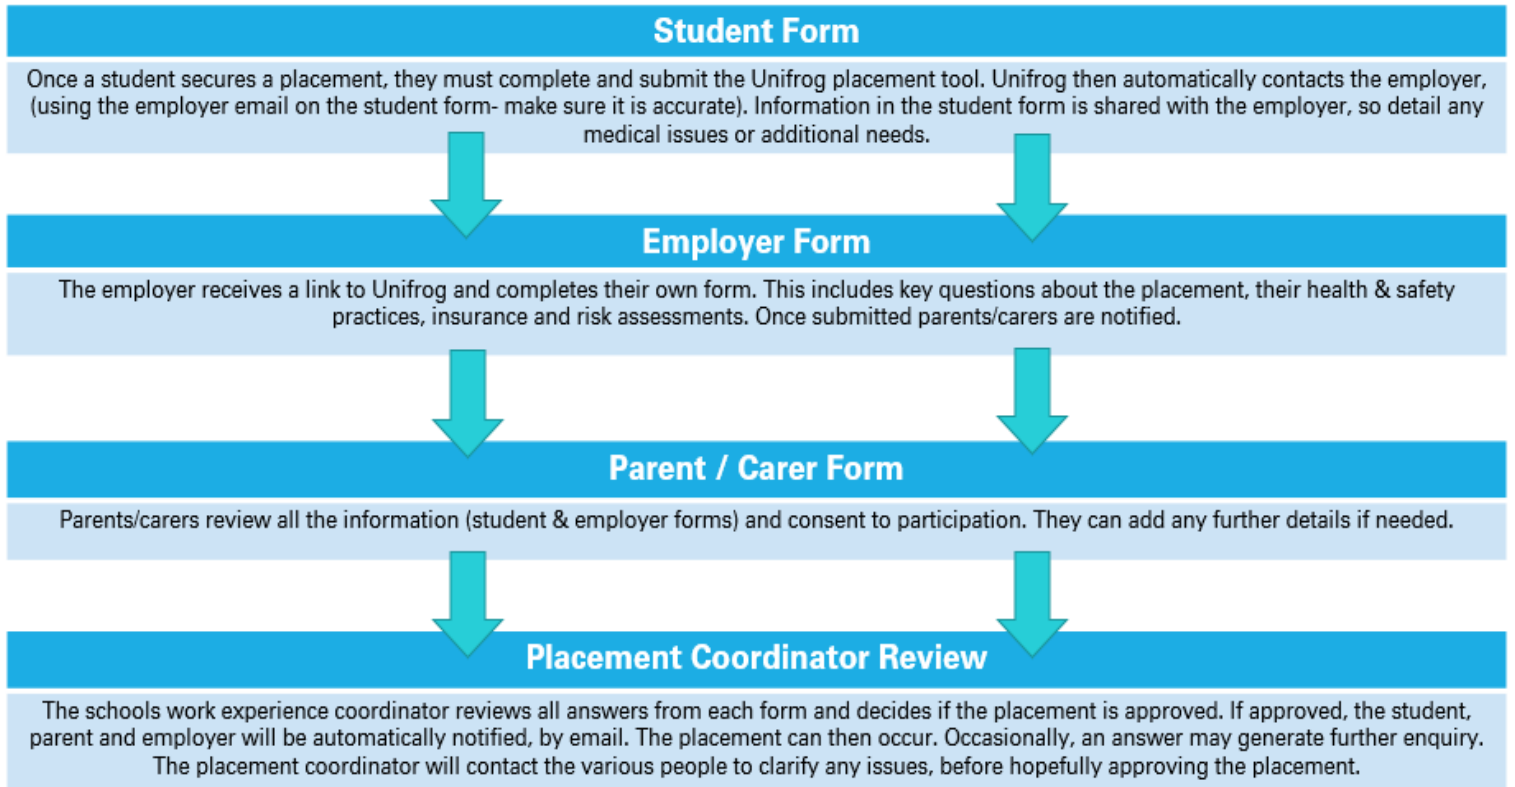 Student Form
Once a student secures a placement, they must complete and submit the Unifrog placement tool. Unifrog then automatically contacts the employer,
(using the employer email on the student form- make sure it is accurate). Information in the student form is shared with the employer, so detail any
medical issues or additional needs.
Employer Form
The employer receives a link to Unifrog and completes their own form. This includes key questions about the placement, their health & safety
practices, insurance and risk assessments. Once submitted parents/carers are notified.
Parent / Carer Form
Parents/carers review all the information (student & employer forms) and consent to participation. They can add any further details if needed.
Placement Coordinator Review
The schools work experience coordinator reviews all answers from each form and decides if the placement is approved. If approved, the student,
parent and employer will be automatically notified, by email. The placement can then occur. Occasionally, an answer may generate further enquiry.
The placement coordinator will contact the various people to clarify any issues, before hopefully approving the placement.